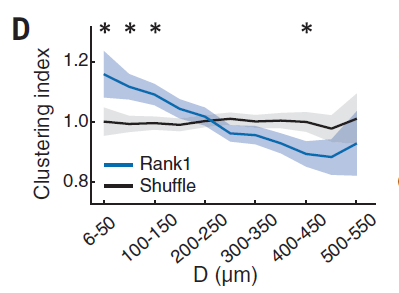 D
* * * *
1.2
1.0
0.8
Clustering index
Rank1
Shuffle
6-50
100-150
200-250
300-350
400-450
500-550
D (μm)